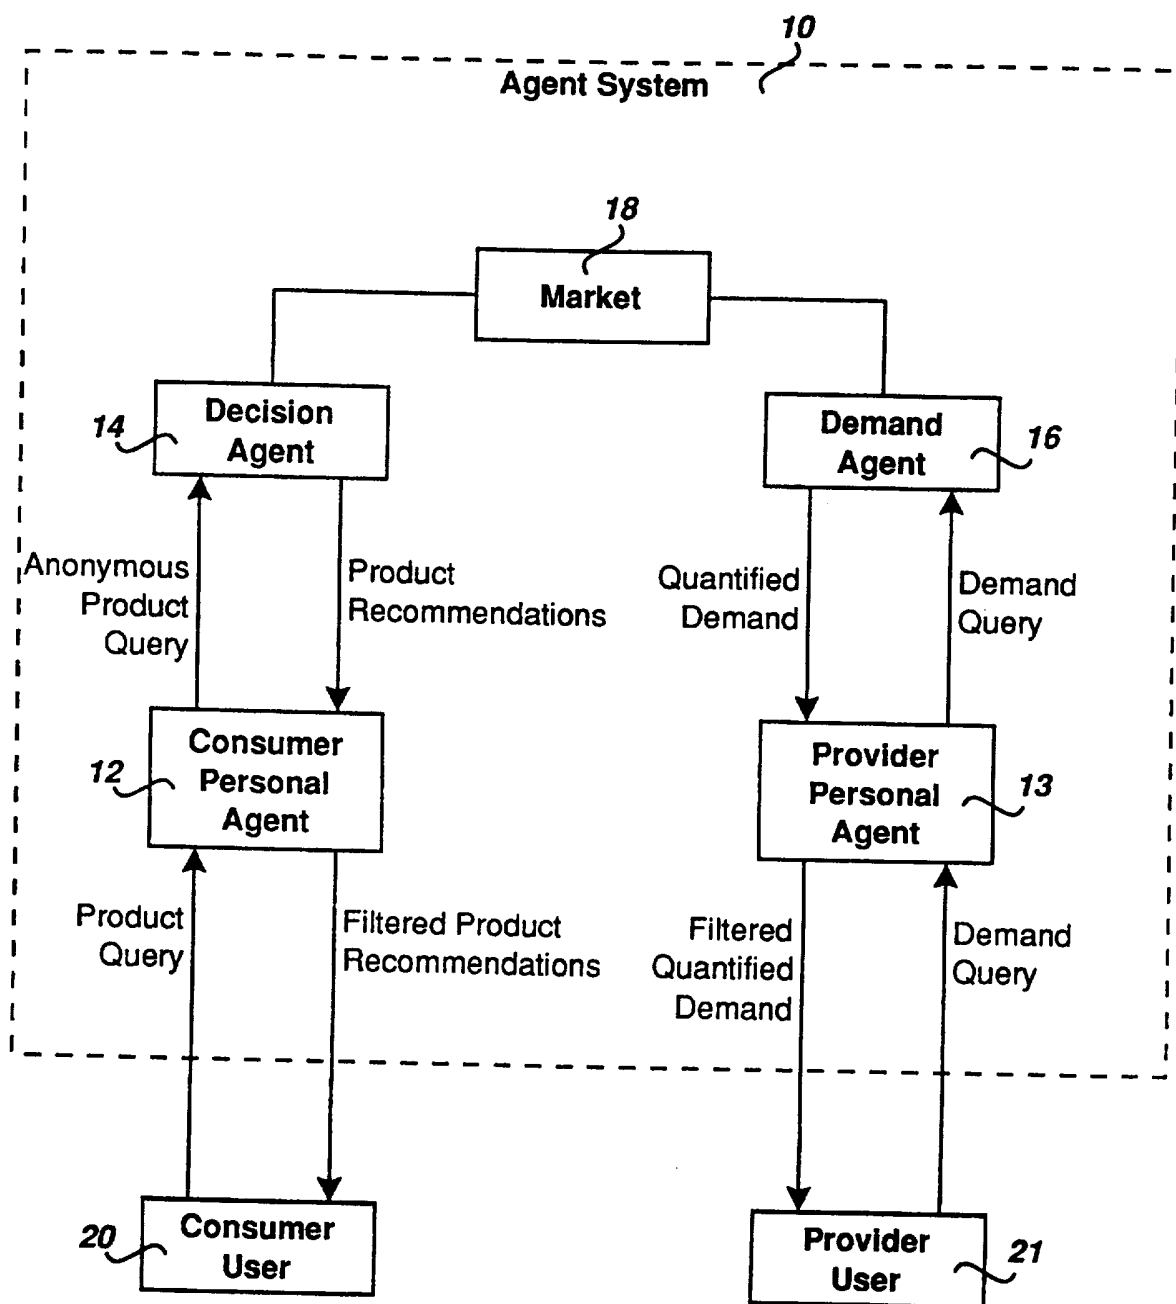 10
Agent System
18
Market
14
Decision
Agent
Demand
Agent
16
Anonymous
Product
Query
Product
Recommendations
Quantified
Demand
Demand
Query
12
Consumer
Personal
Agent
Provider
Personal
Agent
13
Product
Query
Filtered Product
Recommendations
Filtered
Quantified
Demand
Demand
Query
20
Consumer
User
Provider
User
21